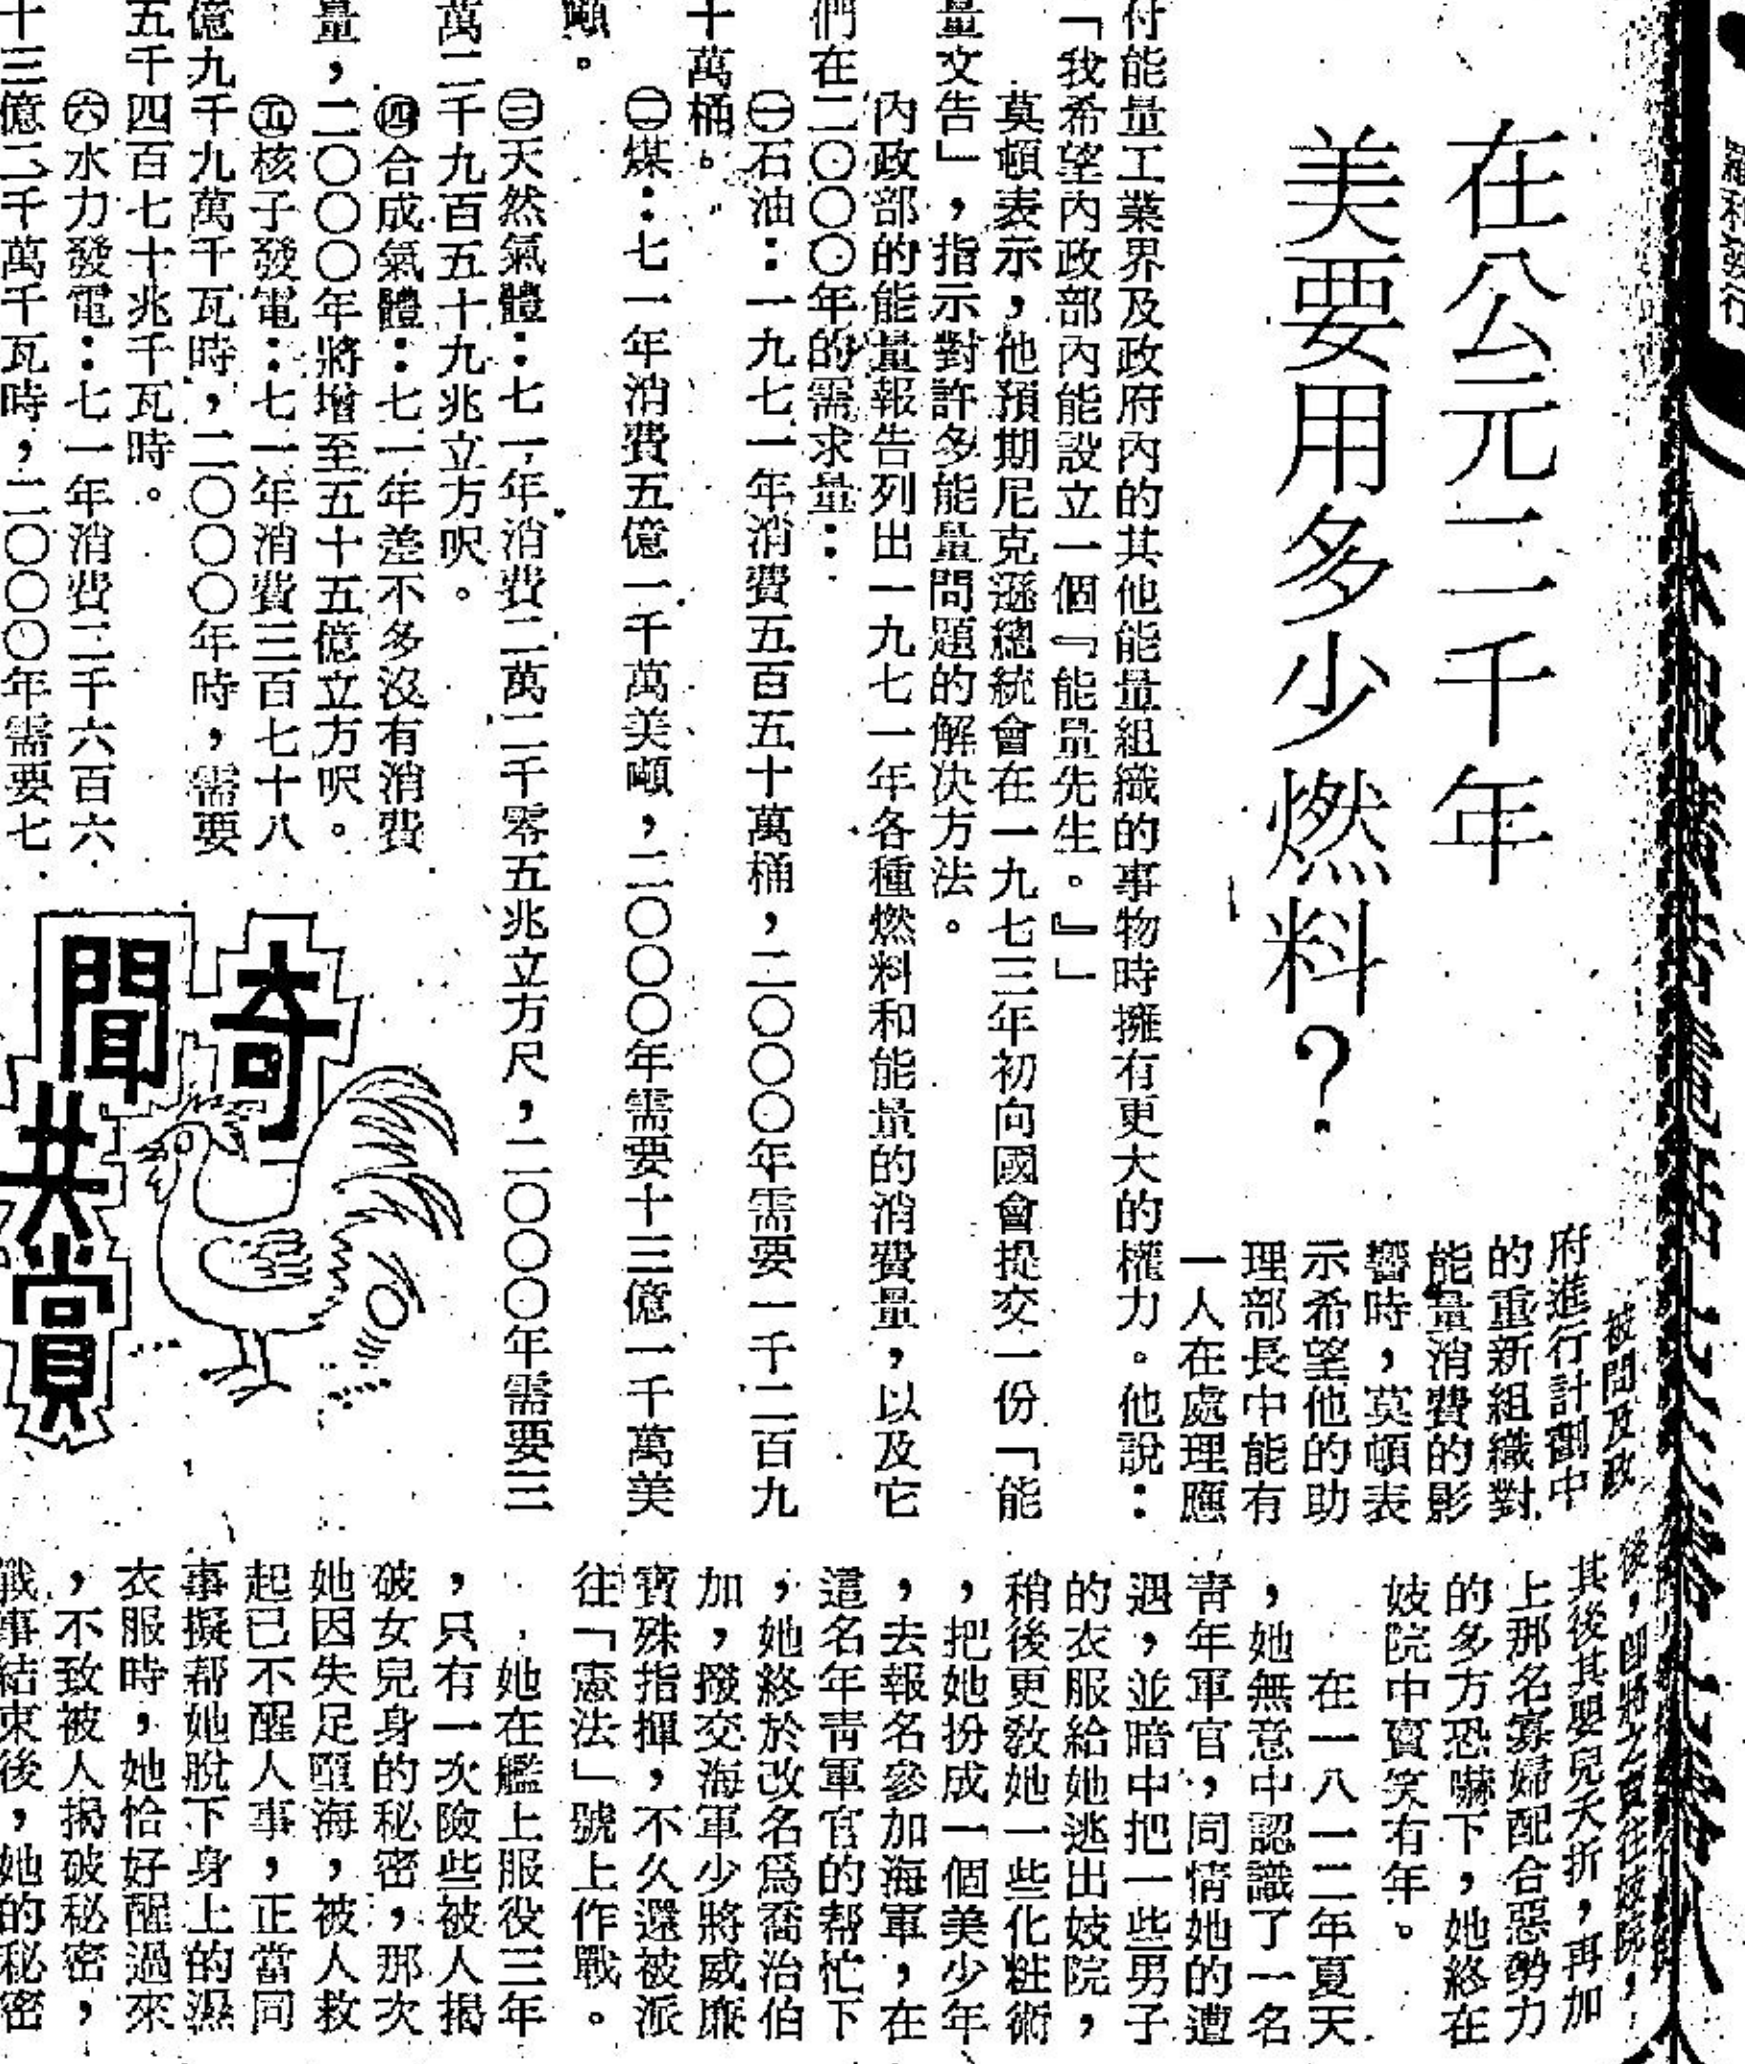 在公元二千年
美要用多少燃料？
被問及政
府進行計劃中
的重新組織對
能量消費的影
響時，莫頓表
示希望他的助
理部長中能有
一人在處理應
付能量工業界及政府內的其他能量組織的事物時擁有更大的權力。他說：
「我希望內政部內能設立一個『能量先生。』」
莫頓表示，他預期尼克遜總統會在一九七三年初向國會提交一份「能
量文告」，指示對許多能量問題的解決方法。
內政部的能量報告列出一九七一年各種燃料和能量的消費量，以及它
們在二〇〇〇年的需求量：
㊀石油：一九七一年消費五百五十萬桶，二〇〇〇年需要一千二百九
十萬桶。
㊁煤：七一年消費五億一千萬美噸，二〇〇〇年需要十三億一千萬美
噸。
㊂天然氣體：七一年消費二萬二千零五兆立方尺，二〇〇〇年需要三
萬二千九百五十九兆立方呎。
㊃合成氣體：七一年差不多沒有消費
量，二〇〇〇年將增至五十五億立方呎。
㊄核子發電：七一年消費三百七十八
億九千九萬千瓦時，二〇〇〇年時，需要
五千四百七十兆千瓦時。
㊅水力發電：七一年消費二千六百六
十三億二千萬千瓦時，二〇〇〇年需要七
奇聞共賞
其後其嬰兒夭折，再加
上那名寡婦配合惡勢力
的多方恐嚇下，她終在
妓院中賣笑有年。
在一八一二年夏天
，她無意中認識了一名
青年軍官，同情她的遭
遇，並暗中把一些男子
的衣服給她逃出妓院，
稍後更敎她一些化粧術
，把她扮成一個美少年
，去報名參加海軍，在
這名年青軍官的帮忙下
，她終於改名爲喬治伯
加，撥交海軍少將威廉
寶殊指揮，不久還被派
往「憲法」號上作戰。
她在艦上服役三年
，只有一次險些被人揭
破女兒身的秘密，那次
她因失足墮海，被人救
起已不醒人事，正當同
事擬帮她脫下身上的濕
衣服時，她恰好醒過來
，不致被人揭破秘密，
戰事結束後，她的秘密